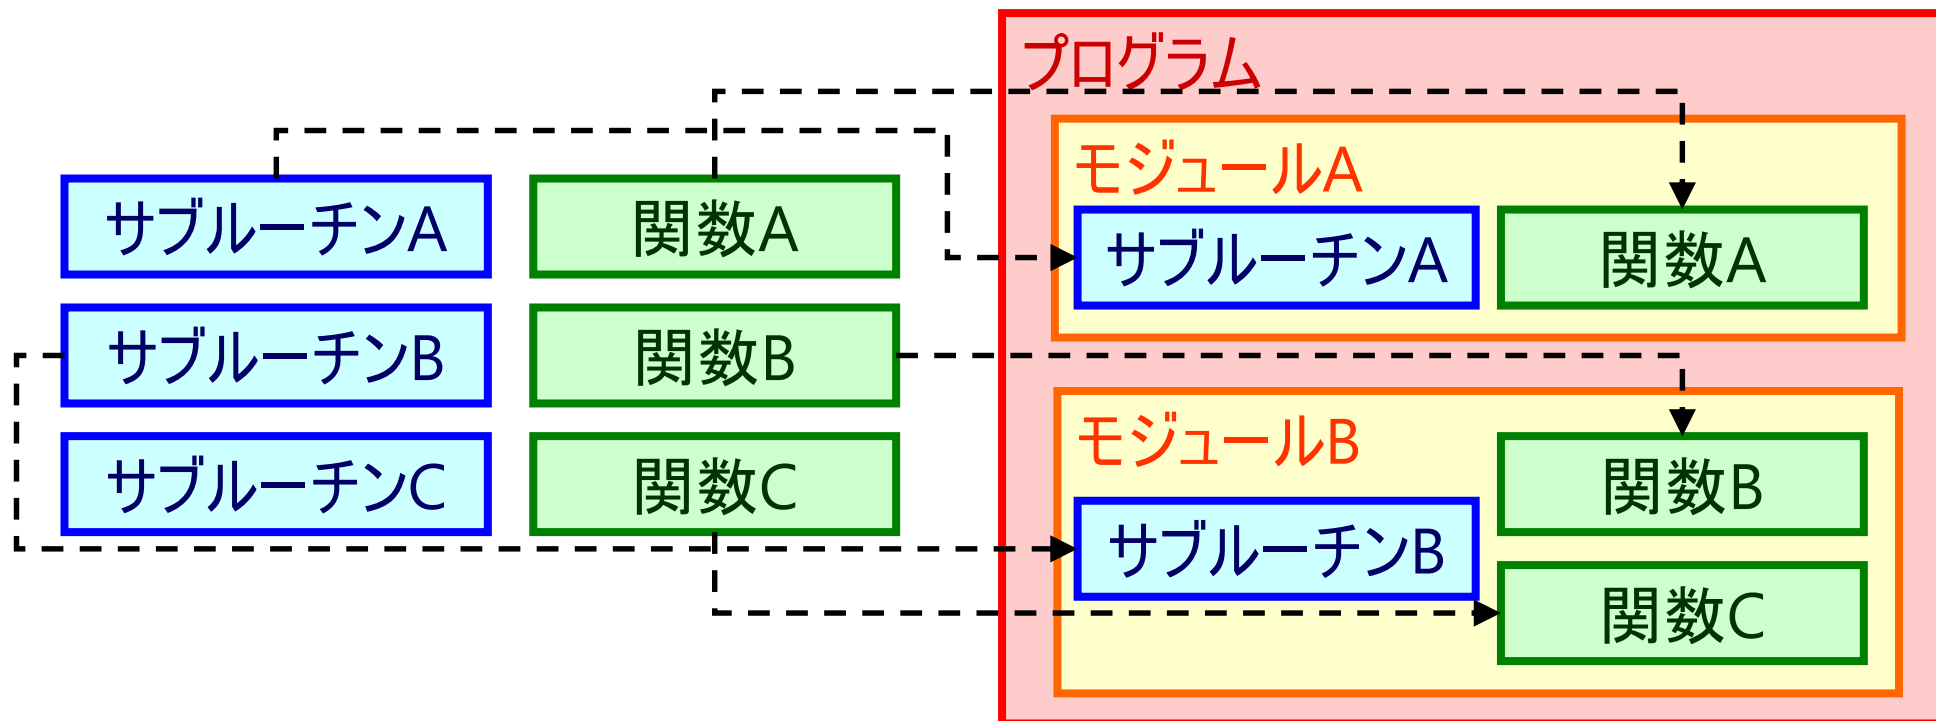 プログラム
モジュールA
サブルーチンA
関数A
サブルーチンA
関数A
サブルーチンB
関数B
モジュールB
サブルーチンC
関数C
関数B
サブルーチンB
関数C